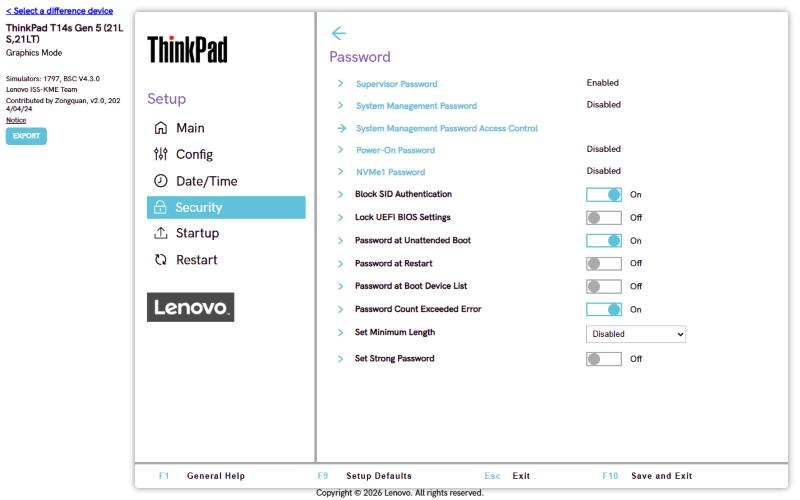 < Select a difference device
ThinkPad T14s Gen 5 (21L
S,21LT)
Graphics Mode
Simulators: 1797, BSC V4.3.0
Lenovo ISS-KME Team
Contributed by Zongquan, v2.0, 202
4/04/24
Notice
EXPORT
ThinkPad
Setup
Main
Config
Date/Time
Security
Startup
Restart
Lenovo.
Password
Supervisor Password Enabled
System Management Password Disabled
System Management Password Access Control
Power-On Password Disabled
NVMe1 Password Disabled
Block SID Authentication On
Lock UEFI BIOS Settings Off
Password at Unattended Boot On
Password at Restart Off
Password at Boot Device List Off
Password Count Exceeded Error On
Set Minimum Length Disabled
Set Strong Password Off
F1 General Help F9 Setup Defaults Esc Exit F10 Save and Exit
Copyright © 2026 Lenovo. All rights reserved.